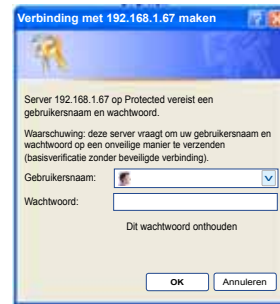 Verbinding met 192.168.1.67 maken
Server 192.168.1.67 op Protected vereist een
gebruikersnaam en wachtwoord.
Waarschuwing: deze server vraagt om uw gebruikersnaam en
wachtwoord op een onveilige manier te verzenden
(basisverificatie zonder beveiligde verbinding).
Gebruikersnaam:
Wachtwoord:
Dit wachtwoord onthouden
OK
Annuleren